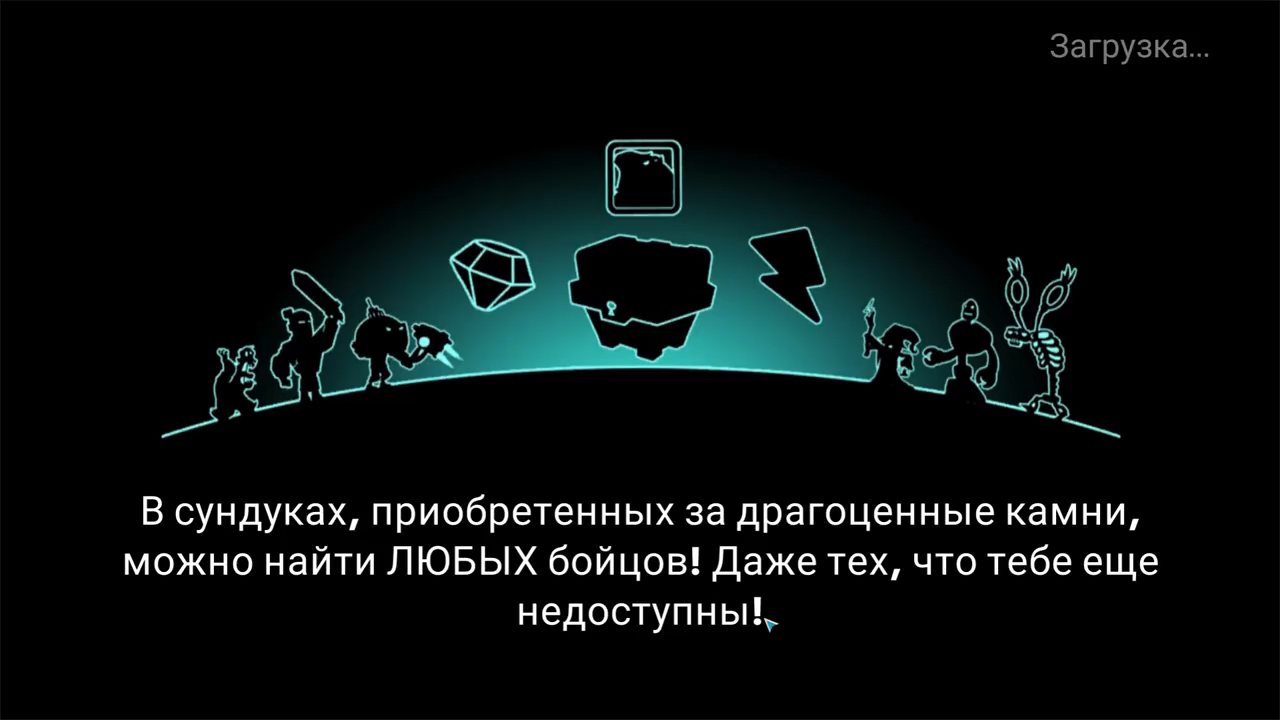 Загрузка...
В сундуках, приобретенных за драгоценные камни,
можно найти ЛЮБЫХ бойцов! Даже тех, что тебе еще
недоступны!